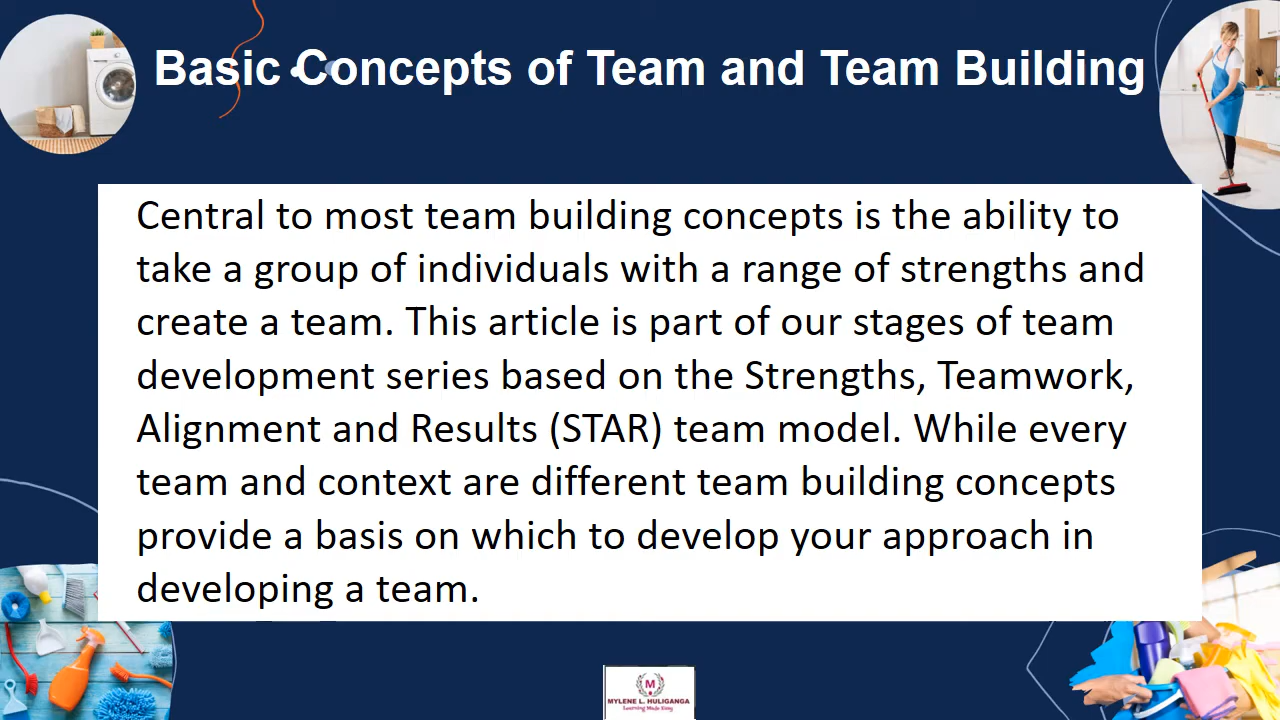 Basic Concepts of Team and Team Building
Central to most team building concepts is the ability to
take a group of individuals with a range of strengths and
create a team. This article is part of our stages of team
development series based on the Strengths, Teamwork,
Alignment and Results (STAR) team model. While every
team and context are different team building concepts
provide a basis on which to develop your approach in
developing a team.
M
MYLENE L. HULIGANGA
Learning Made Easy